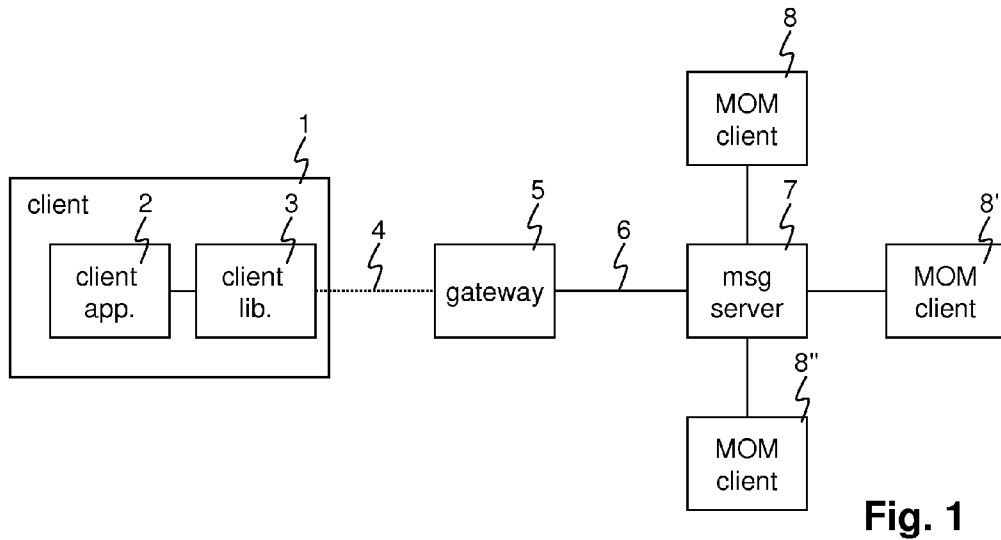 8
MOM
client
1
client
2
client
app.
3
client
lib.
4
5
gateway
6
7
msg
server
8'
MOM
client
8"
MOM
client
Fig. 1